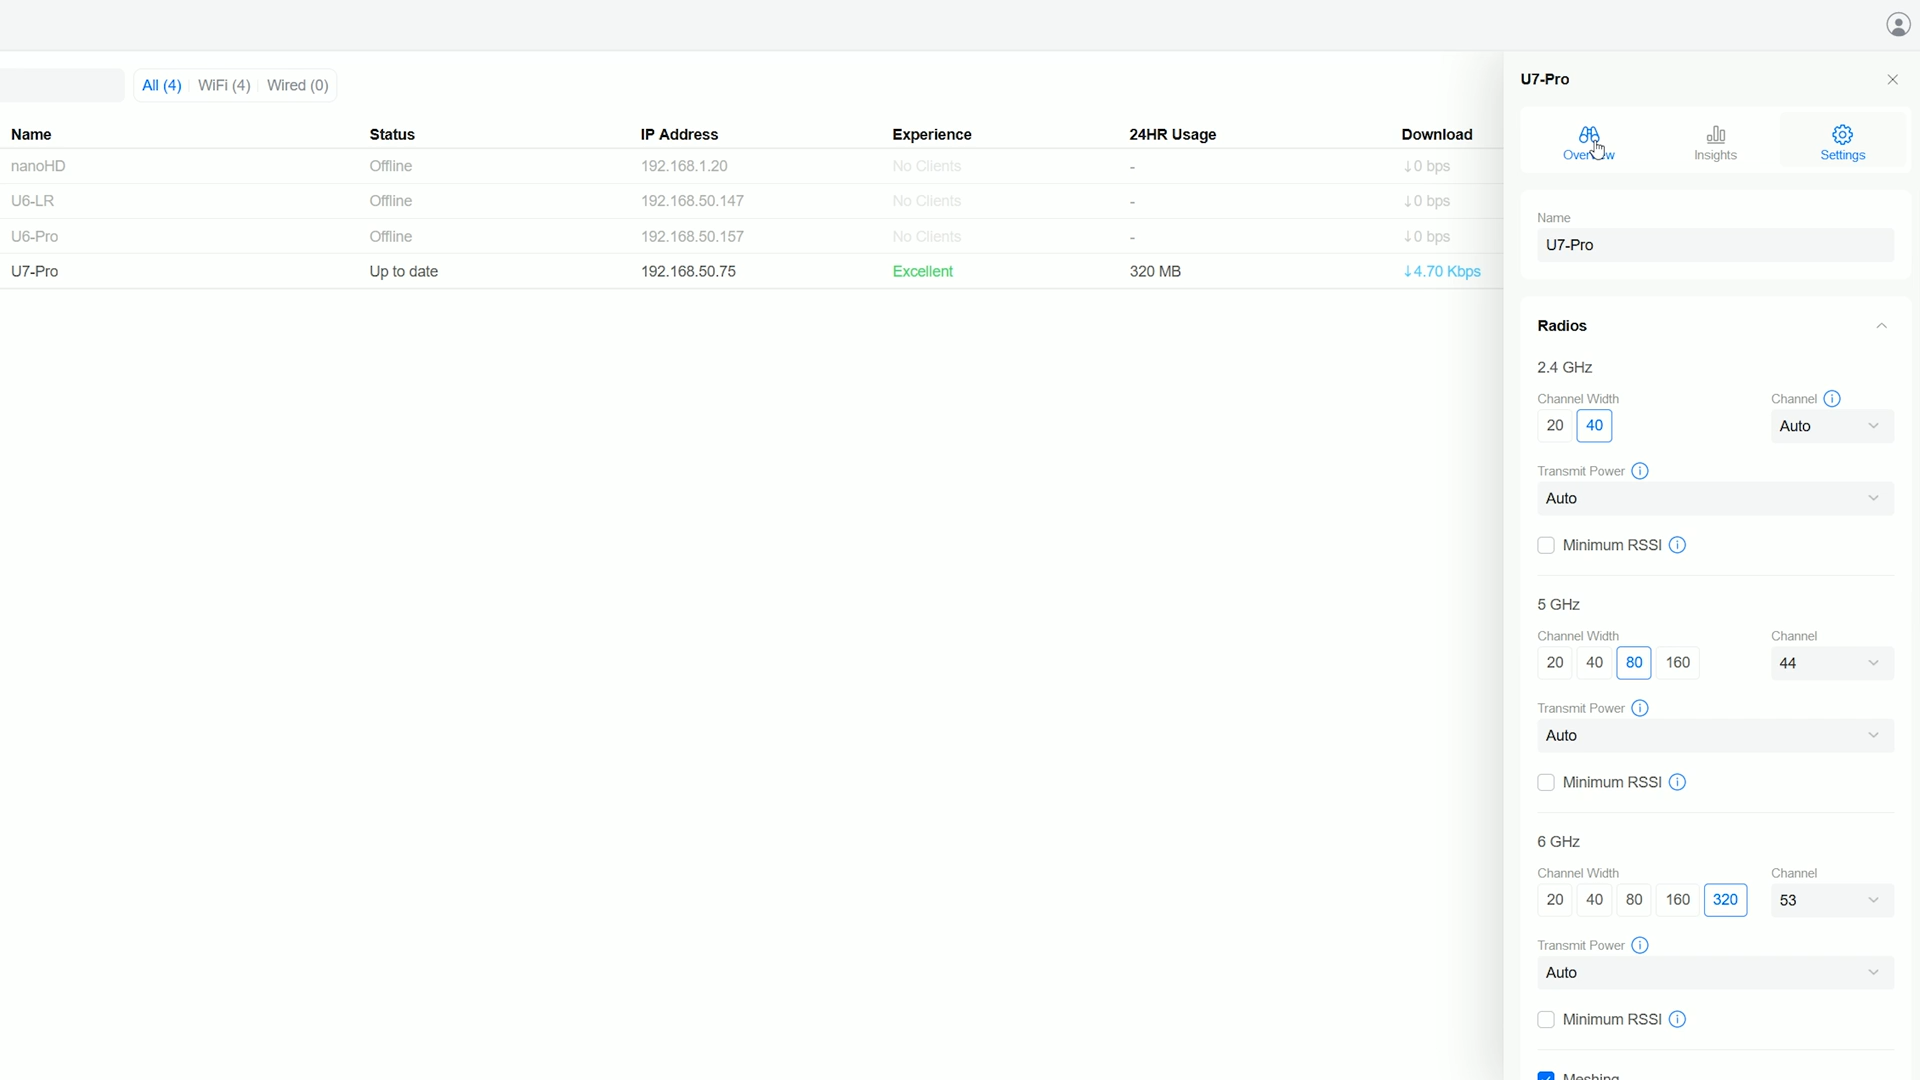 All (4) WiFi (4) Wired (0)
Name Status IP Address Experience 24HR Usage Download
nanoHD Offline 192.168.1.20 No Clients - ↓0 bps
U6-LR Offline 192.168.50.147 No Clients - ↓0 bps
U6-Pro Offline 192.168.50.157 No Clients - ↓0 bps
U7-Pro Up to date 192.168.50.75 Excellent 320 MB ↓4.70 Kbps
U7-Pro
Overview Insights Settings
Name
U7-Pro
Radios
2.4 GHz
Channel Width Channel
20 40 Auto
Transmit Power
Auto
Minimum RSSI
5 GHz
Channel Width Channel
20 40 80 160 44
Transmit Power
Auto
Minimum RSSI
6 GHz
Channel Width Channel
20 40 80 160 320 53
Transmit Power
Auto
Minimum RSSI
Meshing